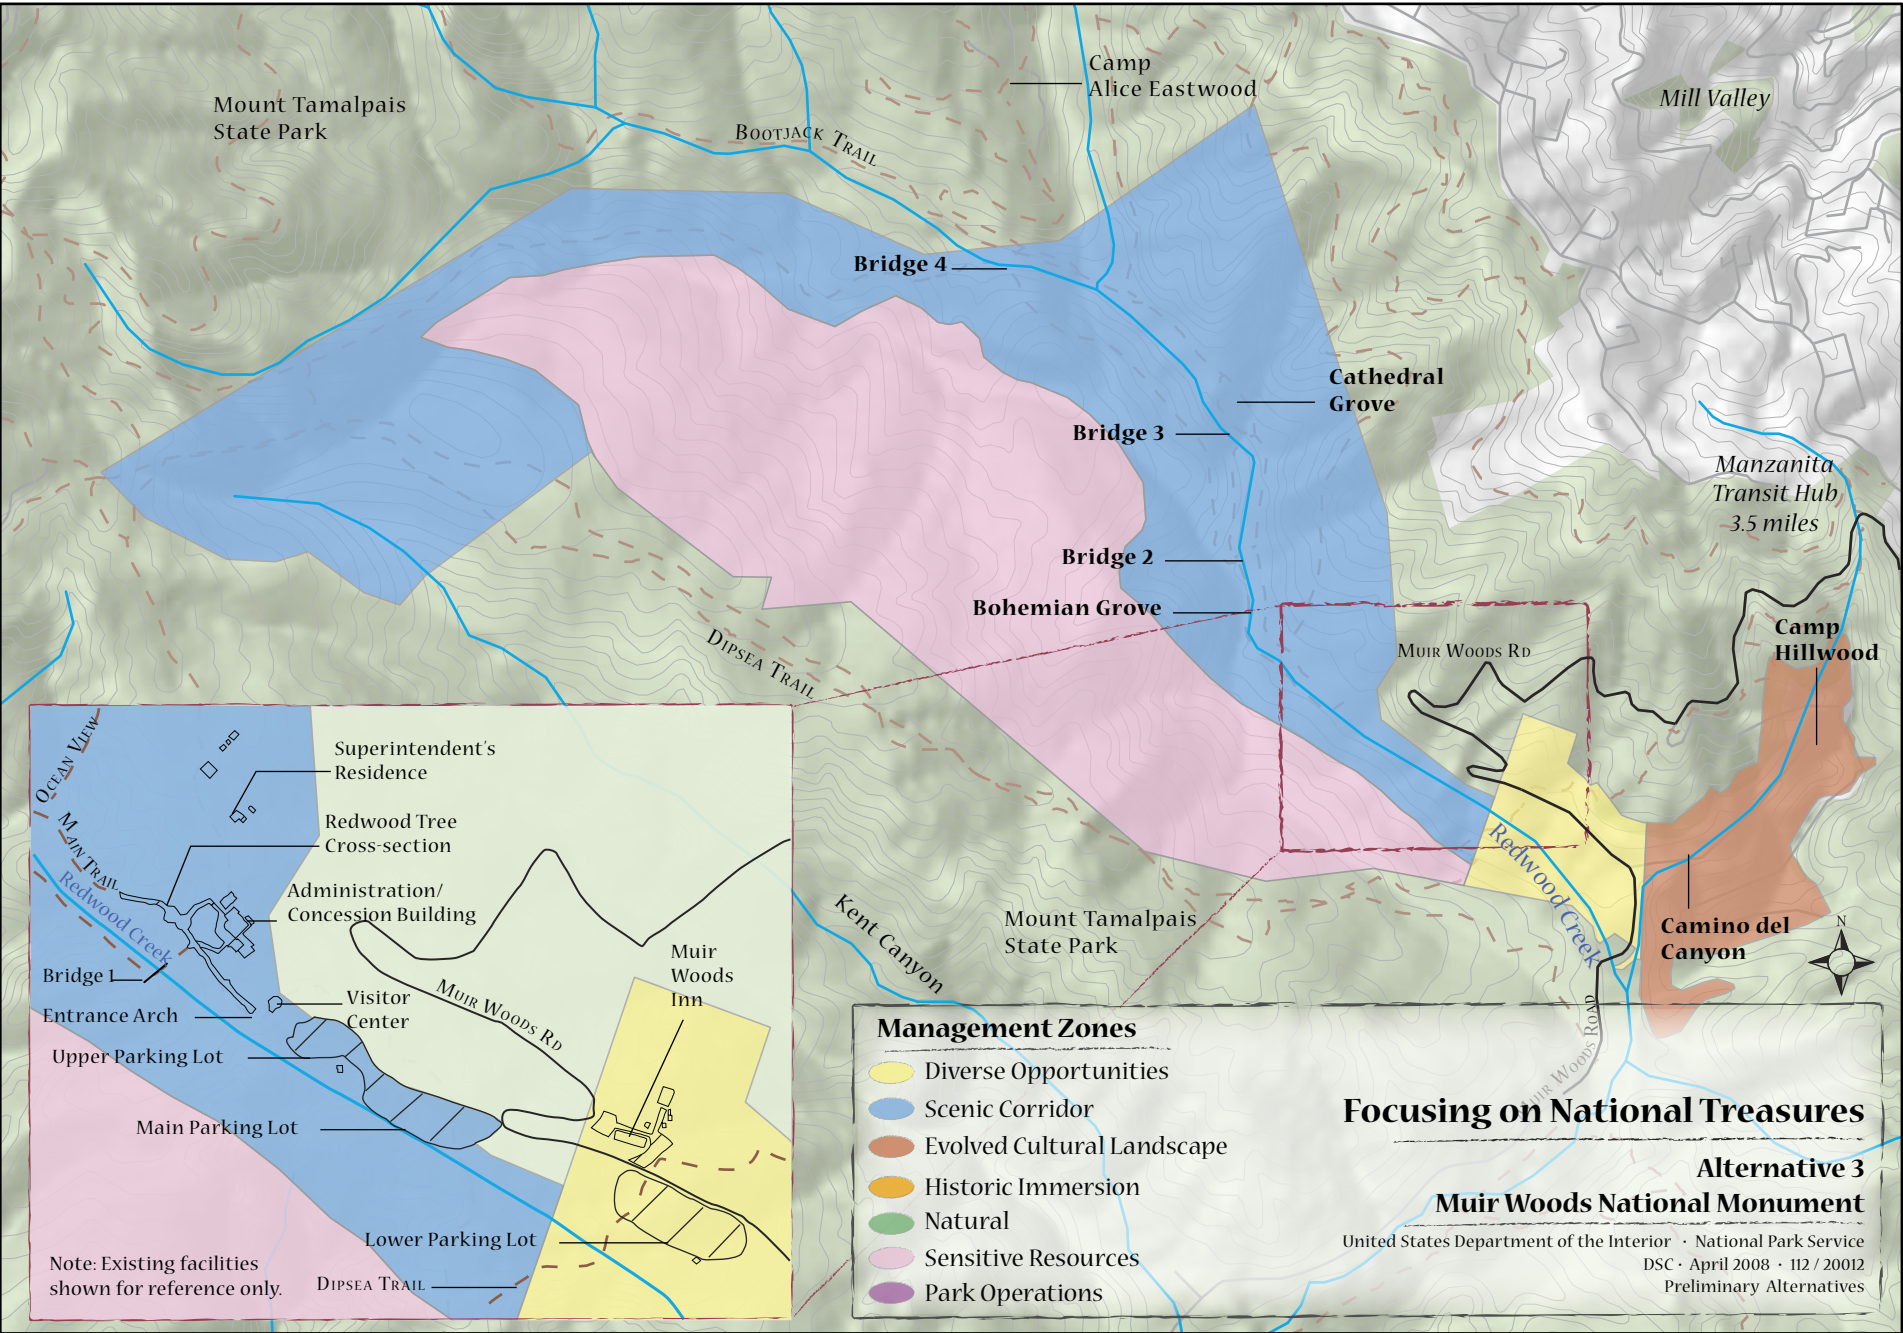 Mount Tamalpais
State Park
Camp
Alice Eastwood
Mill Valley
Bootjack Trail
Bridge 4
Cathedral
Grove
Bridge 3
Manzanita
Transit Hub
3.5 miles
Bridge 2
Bohemian Grove
Camp
Hillwood
Muir Woods Rd
Dipsea Trail
Redwood Creek
Kent Canyon
Mount Tamalpais
State Park
Camino del
Canyon
N
Muir Woods Road
Ocean View
Superintendent's
Residence
Main Trail
Redwood Tree
Cross-section
Redwood Creek
Administration/
Concession Building
Muir
Woods
Inn
Bridge 1
Visitor
Center
Muir Woods Rd
Entrance Arch
Upper Parking Lot
Main Parking Lot
Lower Parking Lot
Note: Existing facilities
shown for reference only.
Dipsea Trail
Management Zones
Diverse Opportunities
Scenic Corridor
Evolved Cultural Landscape
Historic Immersion
Natural
Sensitive Resources
Park Operations
Focusing on National Treasures
Alternative 3
Muir Woods National Monument
United States Department of the Interior · National Park Service
DSC · April 2008 · 112 / 20012
Preliminary Alternatives